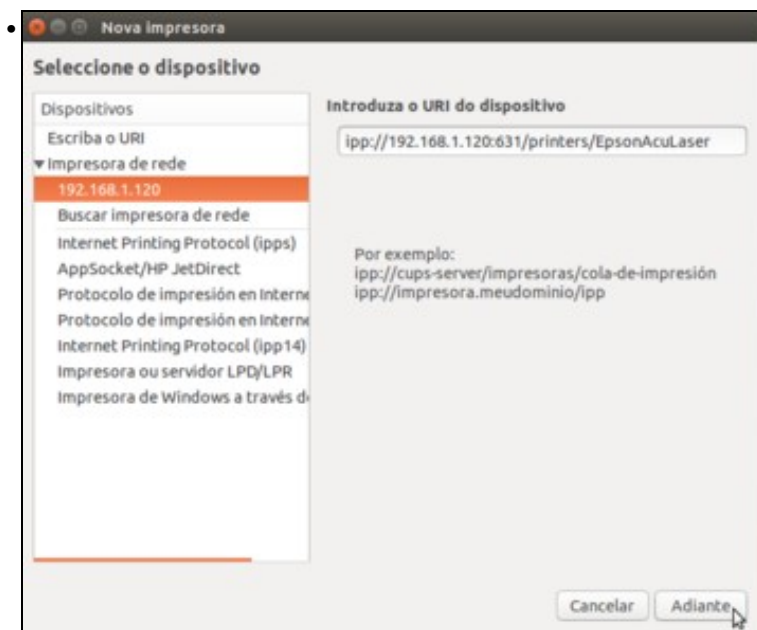 Nova impresora
Seleccione o dispositivo
Dispositivos
Escriba o URI
Impresora de rede
192.168.1.120
Buscar impresora de rede
Internet Printing Protocol (ipps)
AppSocket/HP JetDirect
Protocolo de impresión en Interne
Protocolo de impresión en Interne
Internet Printing Protocol (ipp14)
Impresora ou servidor LPD/LPR
Impresora de Windows a través d
Introduza o URI do dispositivo
ipp://192.168.1.120:631/printers/EpsonAcuLaser
Por exemplo:
ipp://cups-server/impresoras/cola-de-impresión
ipp://impresora.meudominio/ipp
Cancelar
Adiante